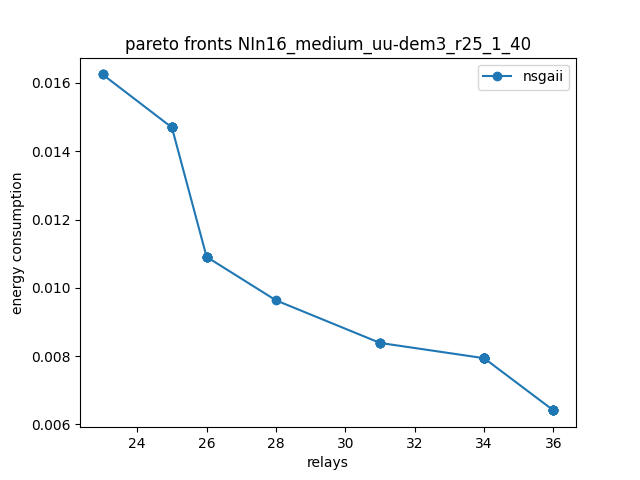 pareto fronts NIn16_medium_uu-dem3_r25_1_40
nsgaii
0.016
0.014
0.012
0.010
0.008
0.006
energy consumption
24 26 28 30 32 34 36
relays